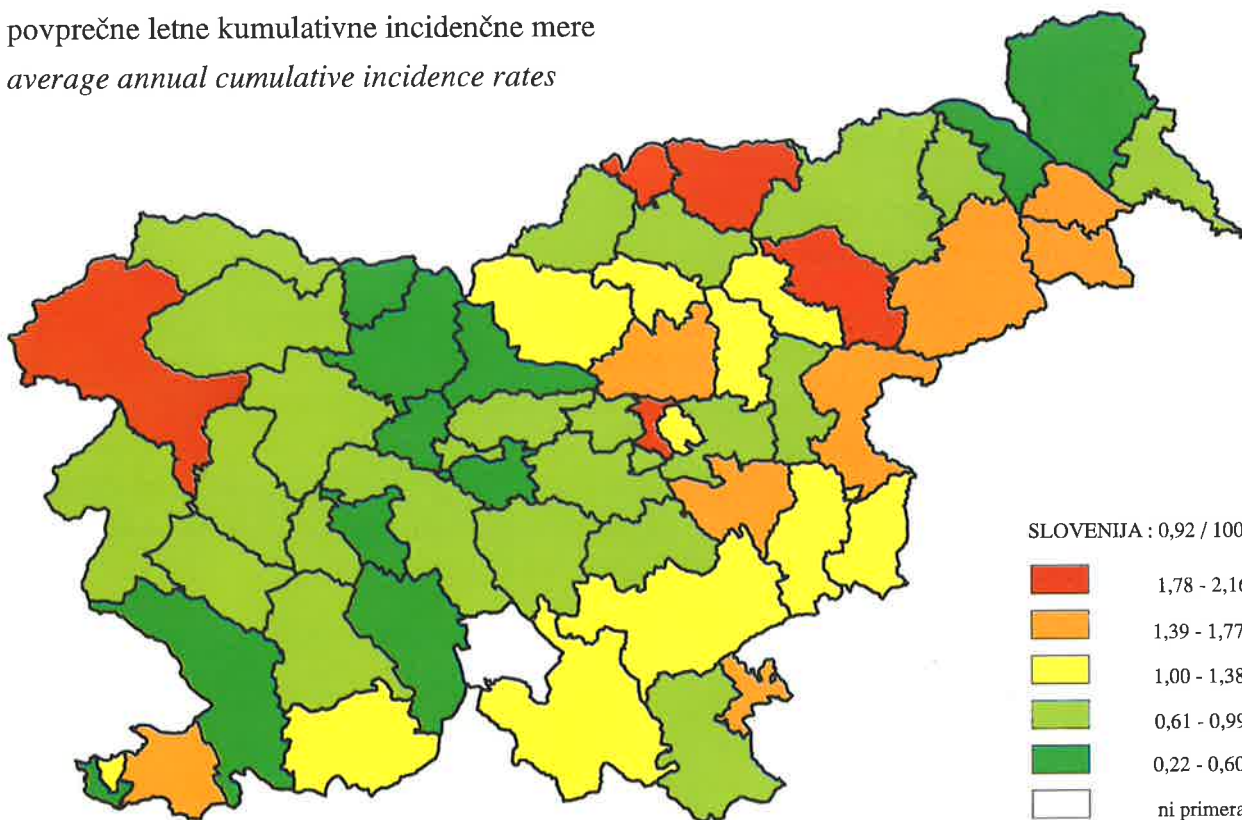 povprečne letne kumulativne incidenčne mere
average annual cumulative incidence rates
SLOVENIJA : 0,92 / 100
1,78 - 2,16
1,39 - 1,77
1,00 - 1,38
0,61 - 0,99
0,22 - 0,60
ni primera